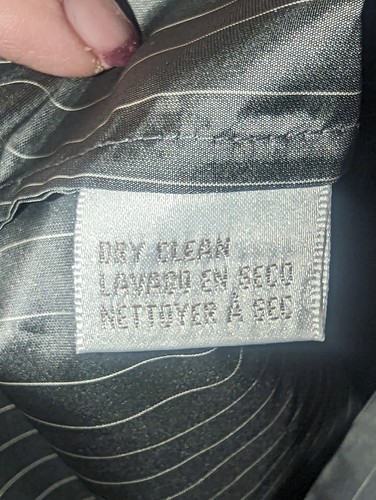 DRY CLEAN
LAVADO EN SECO
NETTOYER À SEC